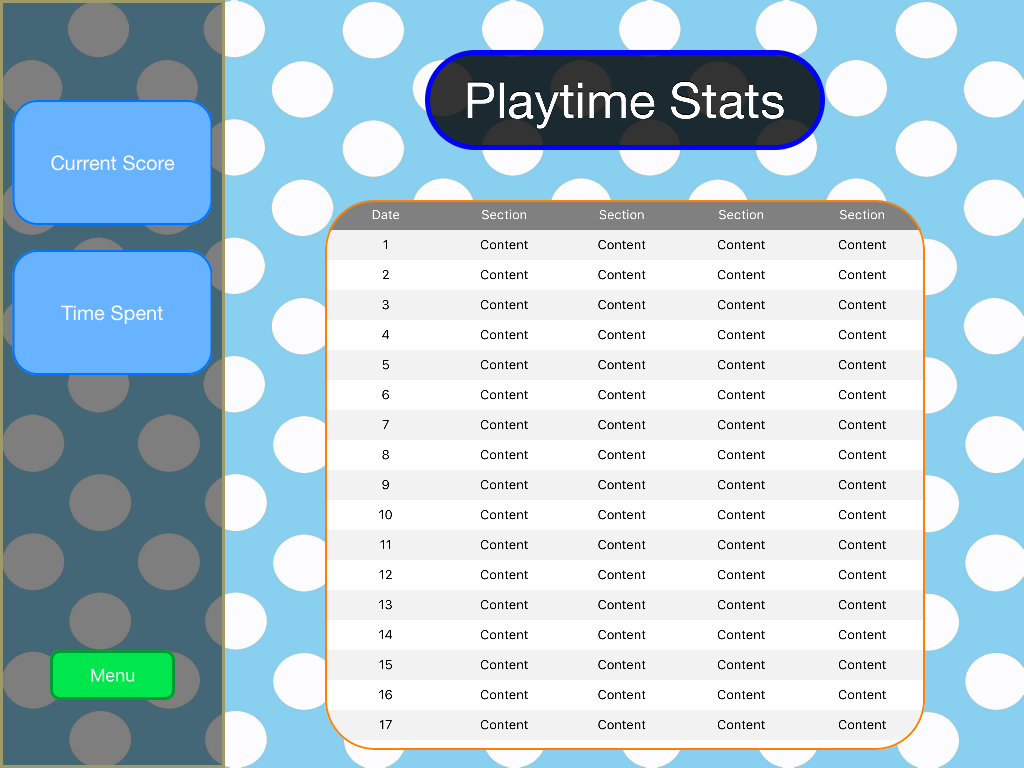 Playtime Stats
Current Score
Time Spent
Menu
Date Section Section Section Section
1 Content Content Content Content
2 Content Content Content Content
3 Content Content Content Content
4 Content Content Content Content
5 Content Content Content Content
6 Content Content Content Content
7 Content Content Content Content
8 Content Content Content Content
9 Content Content Content Content
10 Content Content Content Content
11 Content Content Content Content
12 Content Content Content Content
13 Content Content Content Content
14 Content Content Content Content
15 Content Content Content Content
16 Content Content Content Content
17 Content Content Content Content